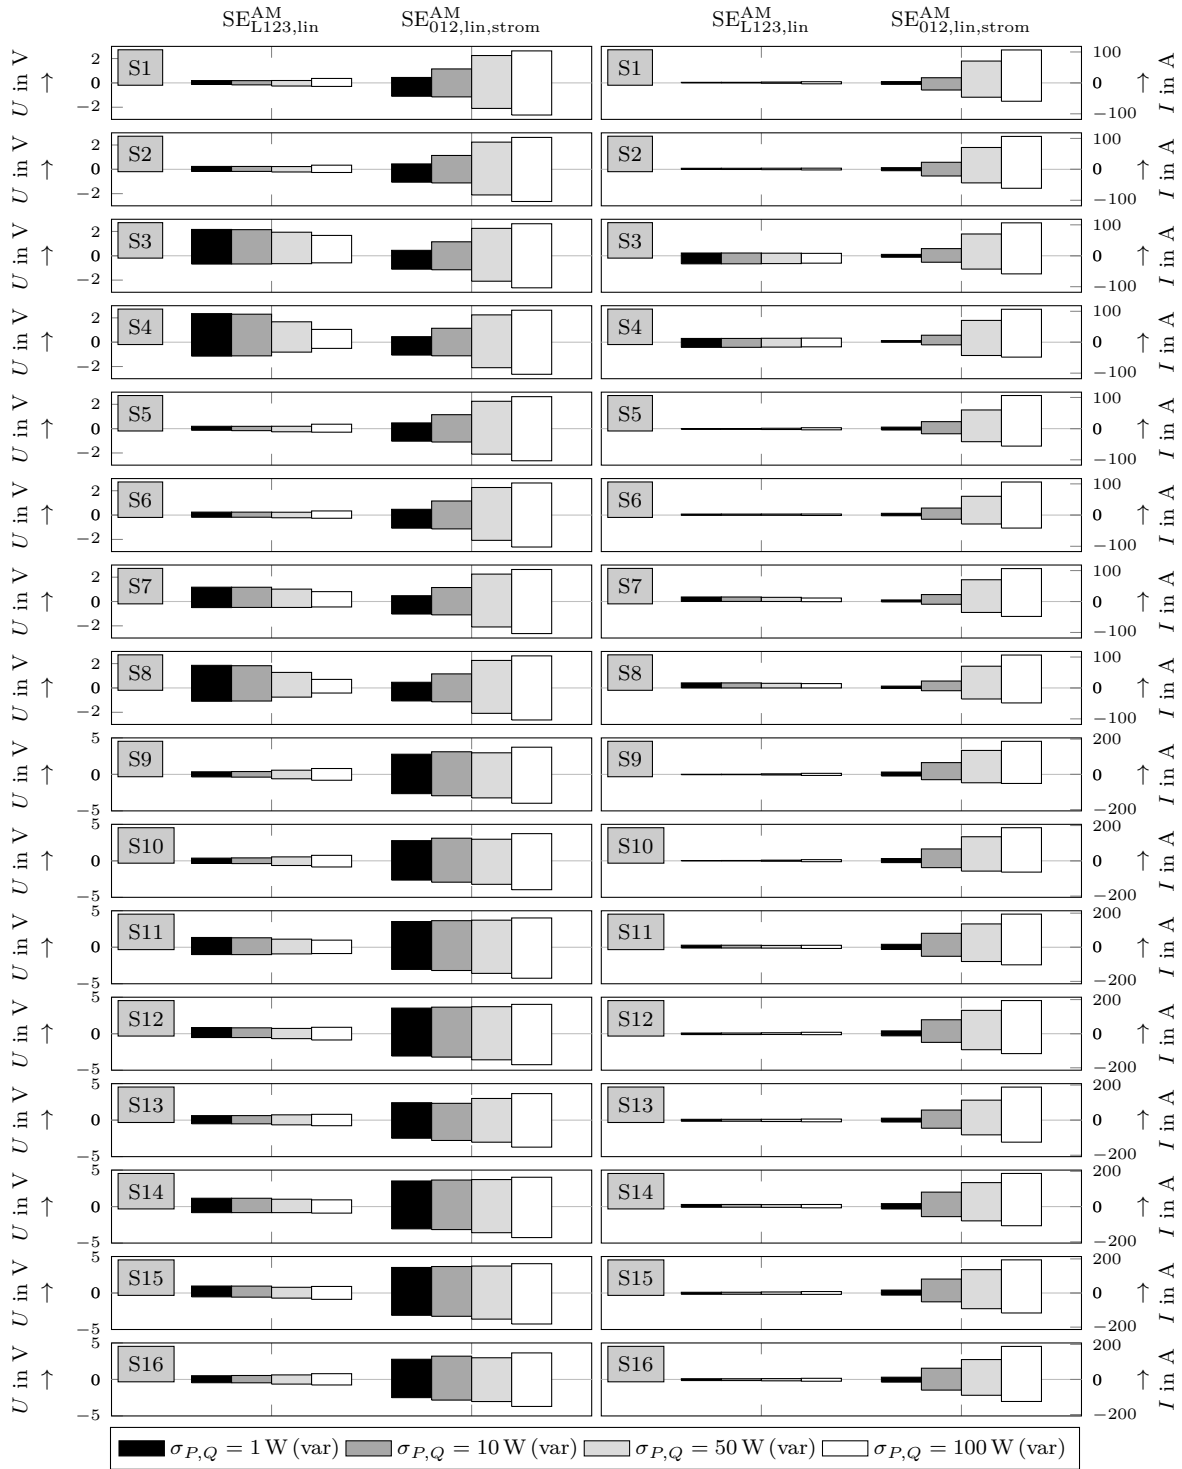 SE^AM_L123,lin SE^AM_012,lin,strom SE^AM_L123,lin SE^AM_012,lin,strom
U in V → 2 0 −2 S1 S1 100 0 −100 I in A →
U in V → 2 0 −2 S2 S2 100 0 −100 I in A →
U in V → 2 0 −2 S3 S3 100 0 −100 I in A →
U in V → 2 0 −2 S4 S4 100 0 −100 I in A →
U in V → 2 0 −2 S5 S5 100 0 −100 I in A →
U in V → 2 0 −2 S6 S6 100 0 −100 I in A →
U in V → 2 0 −2 S7 S7 100 0 −100 I in A →
U in V → 2 0 −2 S8 S8 100 0 −100 I in A →
U in V → 5 0 −5 S9 S9 200 0 −200 I in A →
U in V → 5 0 −5 S10 S10 200 0 −200 I in A →
U in V → 5 0 −5 S11 S11 200 0 −200 I in A →
U in V → 5 0 −5 S12 S12 200 0 −200 I in A →
U in V → 5 0 −5 S13 S13 200 0 −200 I in A →
U in V → 5 0 −5 S14 S14 200 0 −200 I in A →
U in V → 5 0 −5 S15 S15 200 0 −200 I in A →
U in V → 5 0 −5 S16 S16 200 0 −200 I in A →
σ_P,Q = 1 W (var) σ_P,Q = 10 W (var) σ_P,Q = 50 W (var) σ_P,Q = 100 W (var)